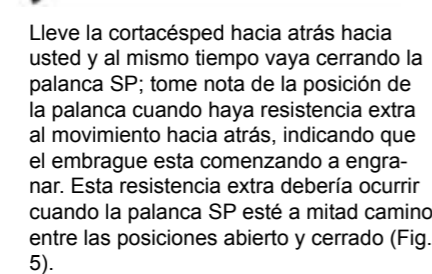 Lleve la cortacésped hacia atrás hacia
usted y al mismo tiempo vaya cerrando la
palanca SP; tome nota de la posición de
la palanca cuando haya resistencia extra
al movimiento hacia atrás, indicando que
el embrague esta comenzando a engra-
nar. Esta resistencia extra debería ocurrir
cuando la palanca SP esté a mitad camino
entre las posiciones abierto y cerrado (Fig.
5).